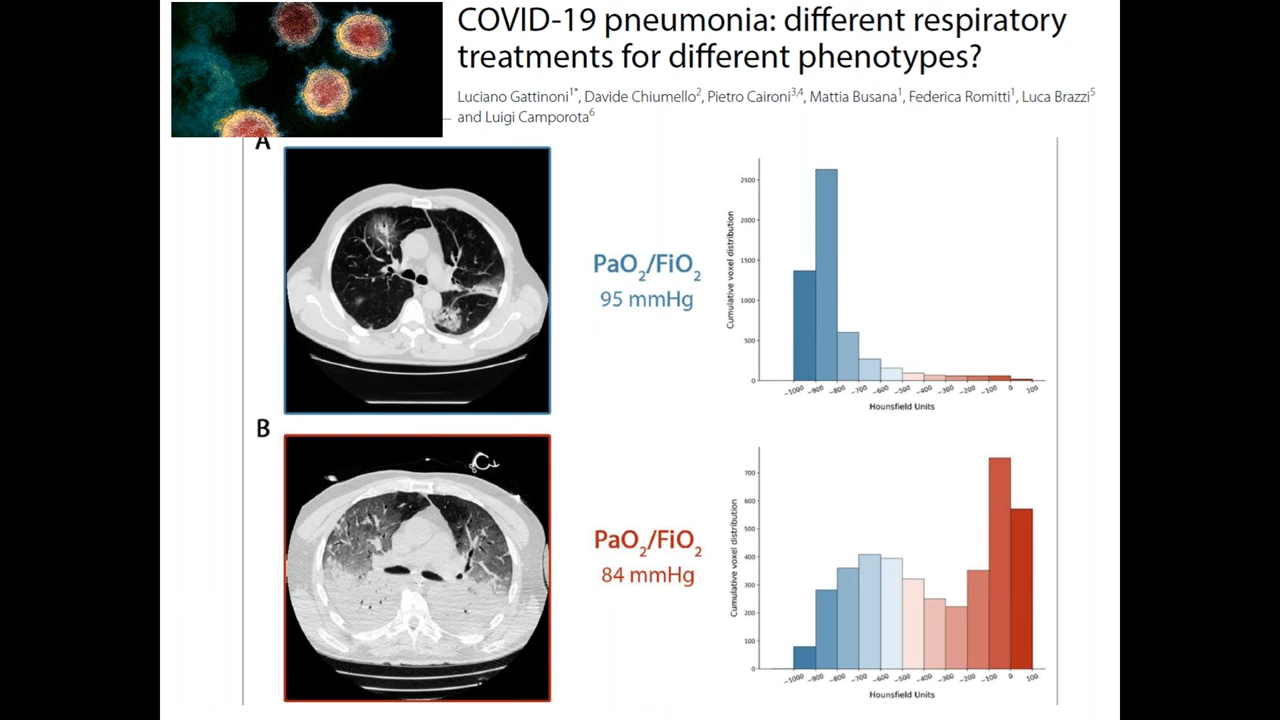 COVID-19 pneumonia: different respiratory
treatments for different phenotypes?
Luciano Gattinoni1*, Davide Chiumello2, Pietro Caironi3,4, Mattia Busana1, Federica Romitti1, Luca Brazzi5
and Luigi Camporota6
A
PaO2/FiO2
95 mmHg
Cumulative voxel distribution
2500
2000
1500
1000
500
0
−1000 −900 −800 −700 −600 −500 −400 −300 −200 −100 0 100
Hounsfield Units
B
PaO2/FiO2
84 mmHg
Cumulative voxel distribution
700
600
500
400
300
200
100
0
−1000 −900 −800 −700 −600 −500 −400 −300 −200 −100 0 100
Hounsfield Units